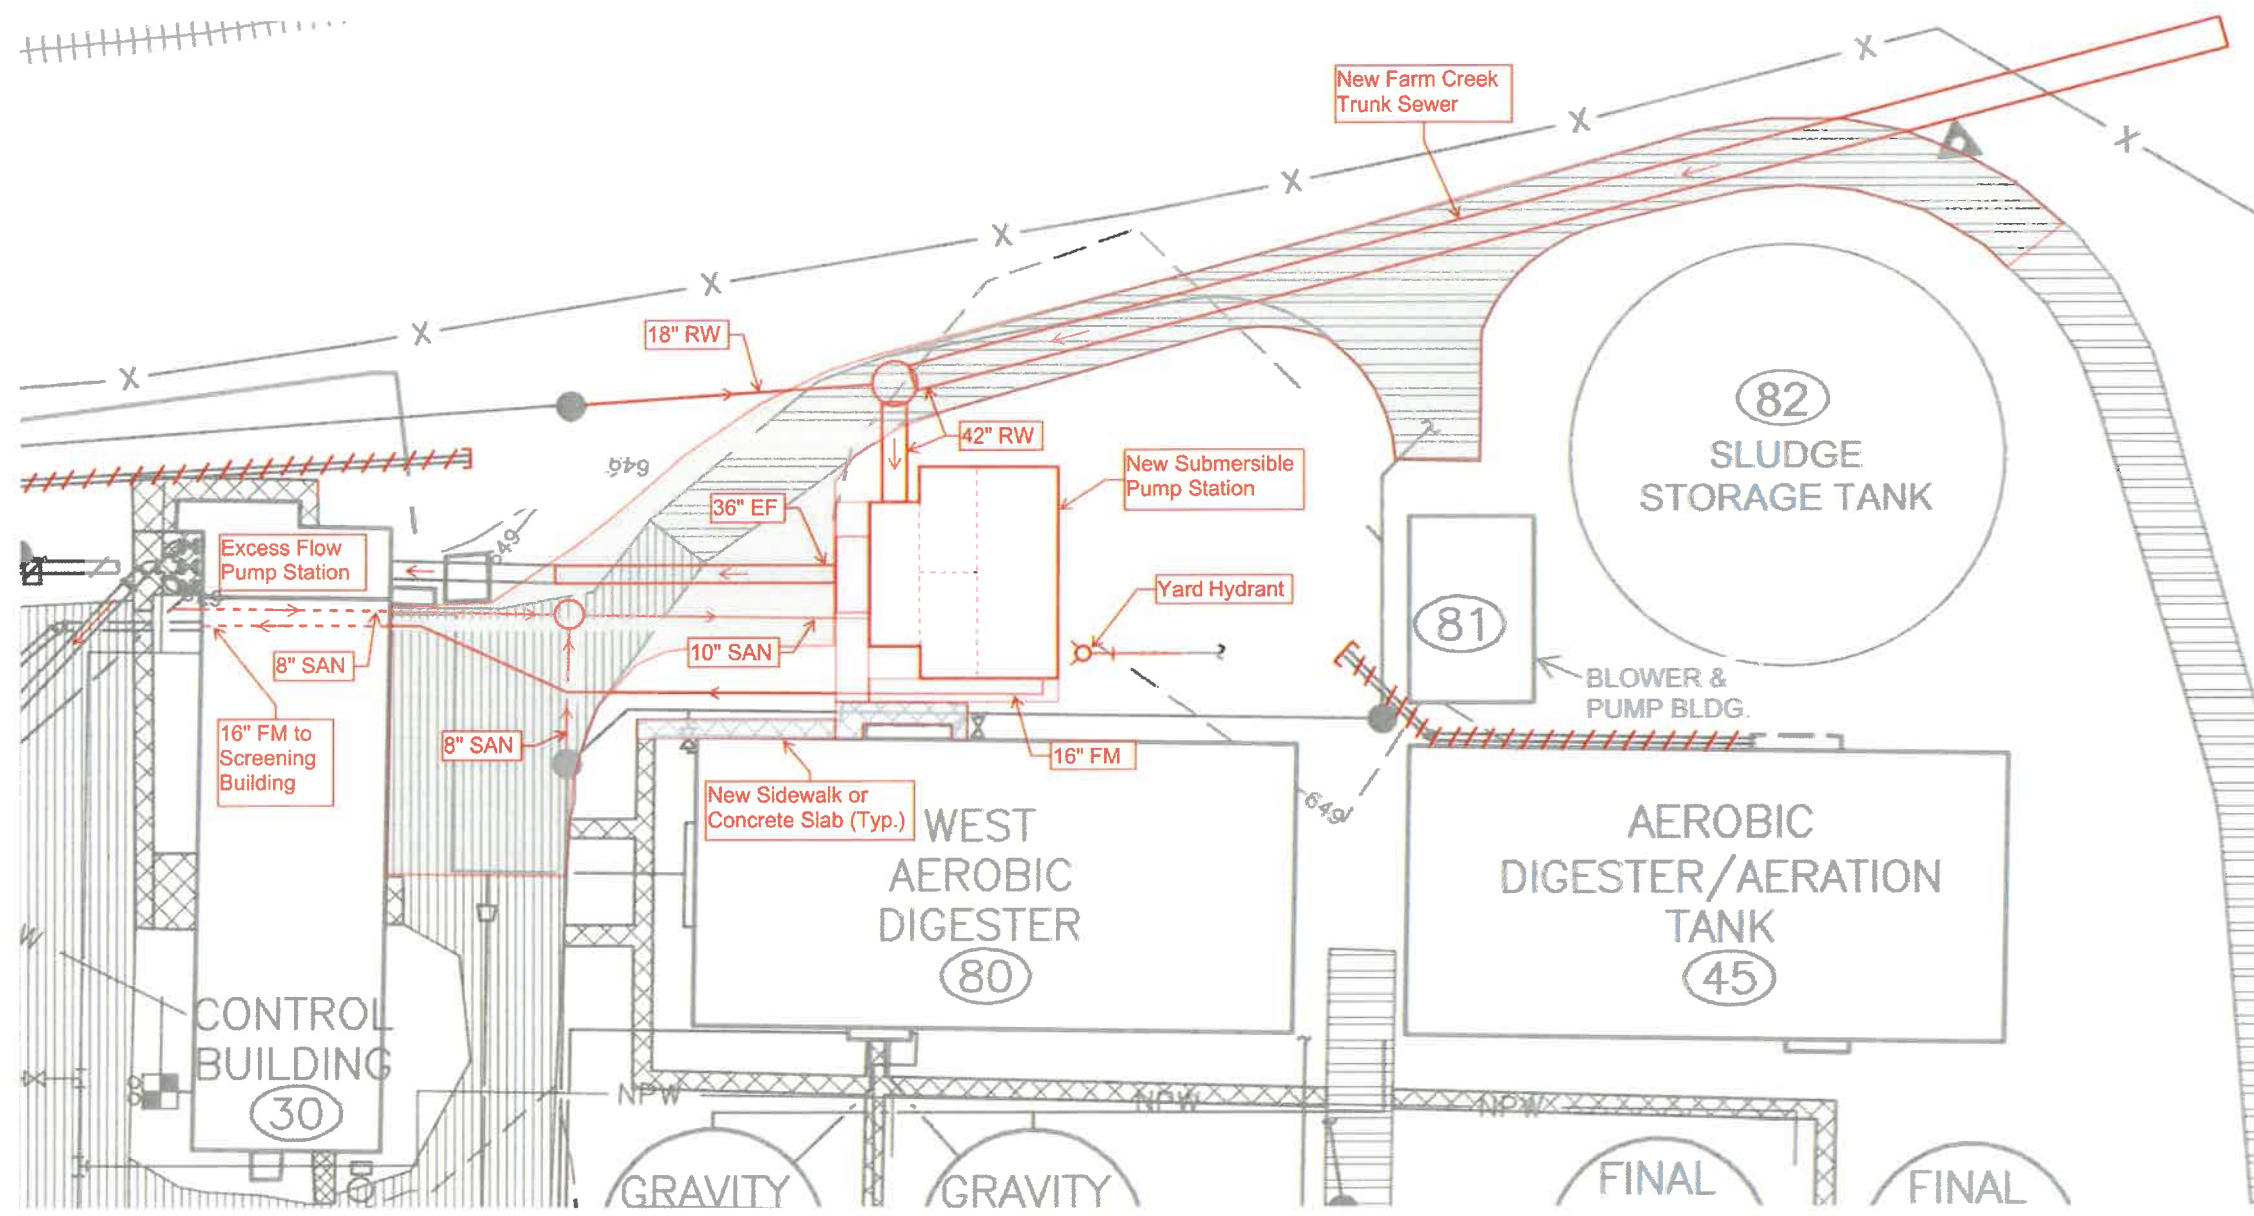 New Farm Creek
Trunk Sewer
X
X
X
X
X
X
X
X
18" RW
42" RW
649
36" EF
New Submersible
Pump Station
82
SLUDGE
STORAGE TANK
649
Excess Flow
Pump Station
Yard Hydrant
81
8" SAN
10" SAN
BLOWER &
PUMP BLDG.
16" FM to
Screening
Building
8" SAN
16" FM
New Sidewalk or
Concrete Slab (Typ.)
649
WEST
AEROBIC
DIGESTER
80
AEROBIC
DIGESTER/AERATION
TANK
45
W
CONTROL
BUILDING
30
NPW
NPW
NPW
GRAVITY
GRAVITY
FINAL
FINAL